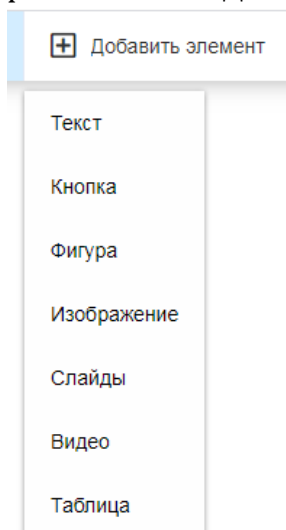 Добавить элемент
Текст
Кнопка
Фигура
Изображение
Слайды
Видео
Таблица